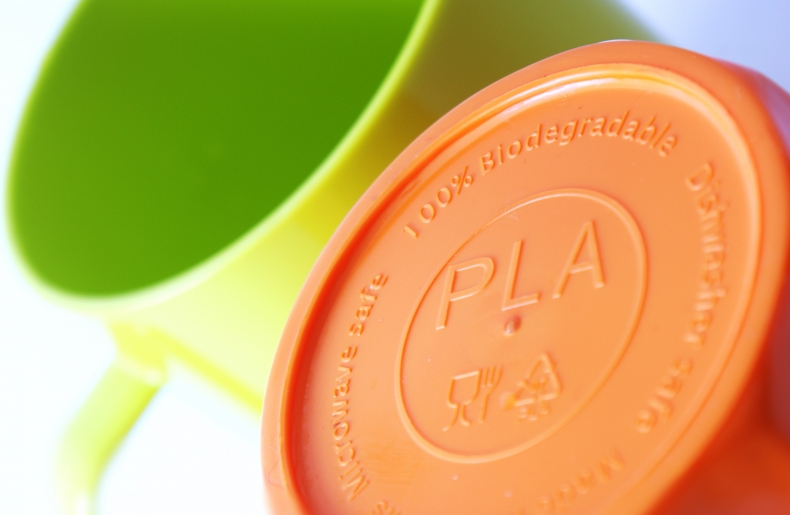 100% Biodegradable
Dishwasher safe
Microwave safe
PLA